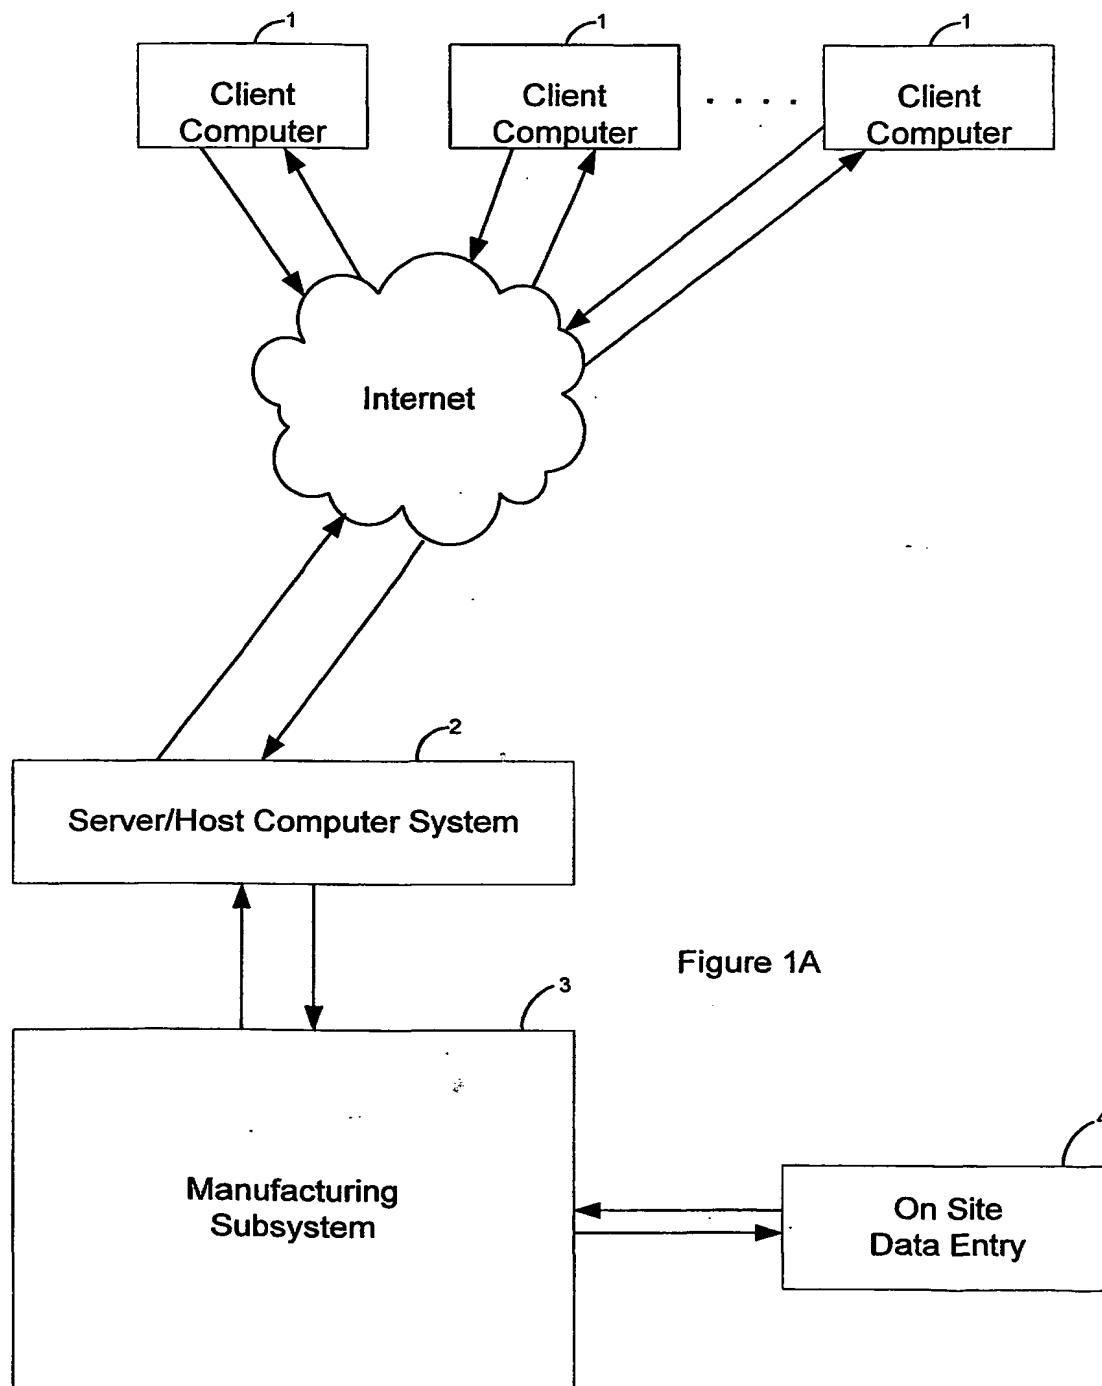 1
1
1
Client
Computer
Client
Computer
. . . .
Client
Computer
Internet
2
Server/Host Computer System
Figure 1A
3
4
Manufacturing
Subsystem
On Site
Data Entry